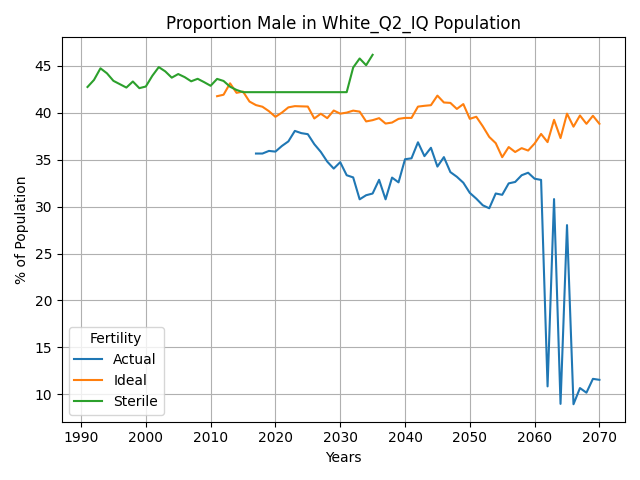 Proportion Male in White_Q2_IQ Population
% of Population
45
40
35
30
25
20
15
10
Fertility
Actual
Ideal
Sterile
1990 2000 2010 2020 2030 2040 2050 2060 2070
Years